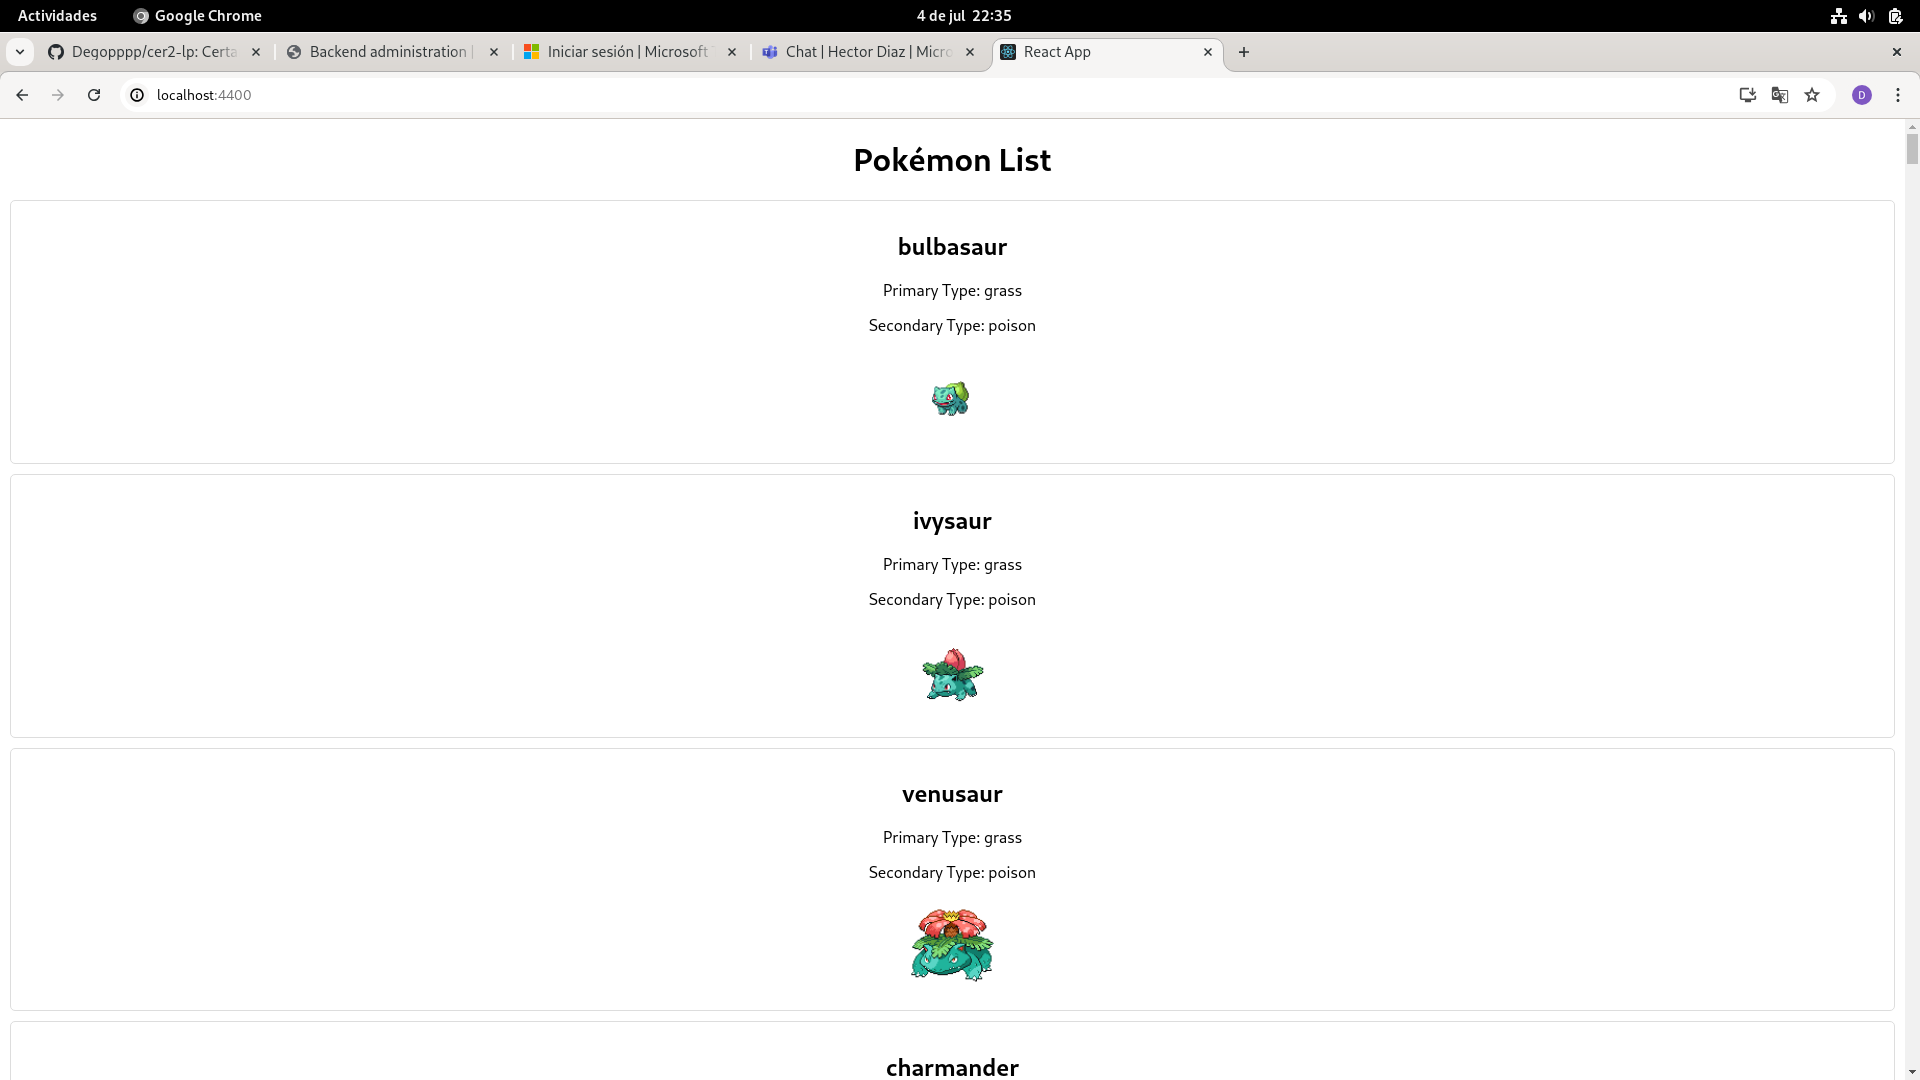 Actividades Google Chrome 4 de jul 22:35
Degopppp/cer2-lp: Certa Backend administration | Iniciar sesión | Microsoft Chat | Hector Diaz | Micro React App
localhost:4400 D
Pokémon List
bulbasaur
Primary Type: grass
Secondary Type: poison
ivysaur
Primary Type: grass
Secondary Type: poison
venusaur
Primary Type: grass
Secondary Type: poison
charmander